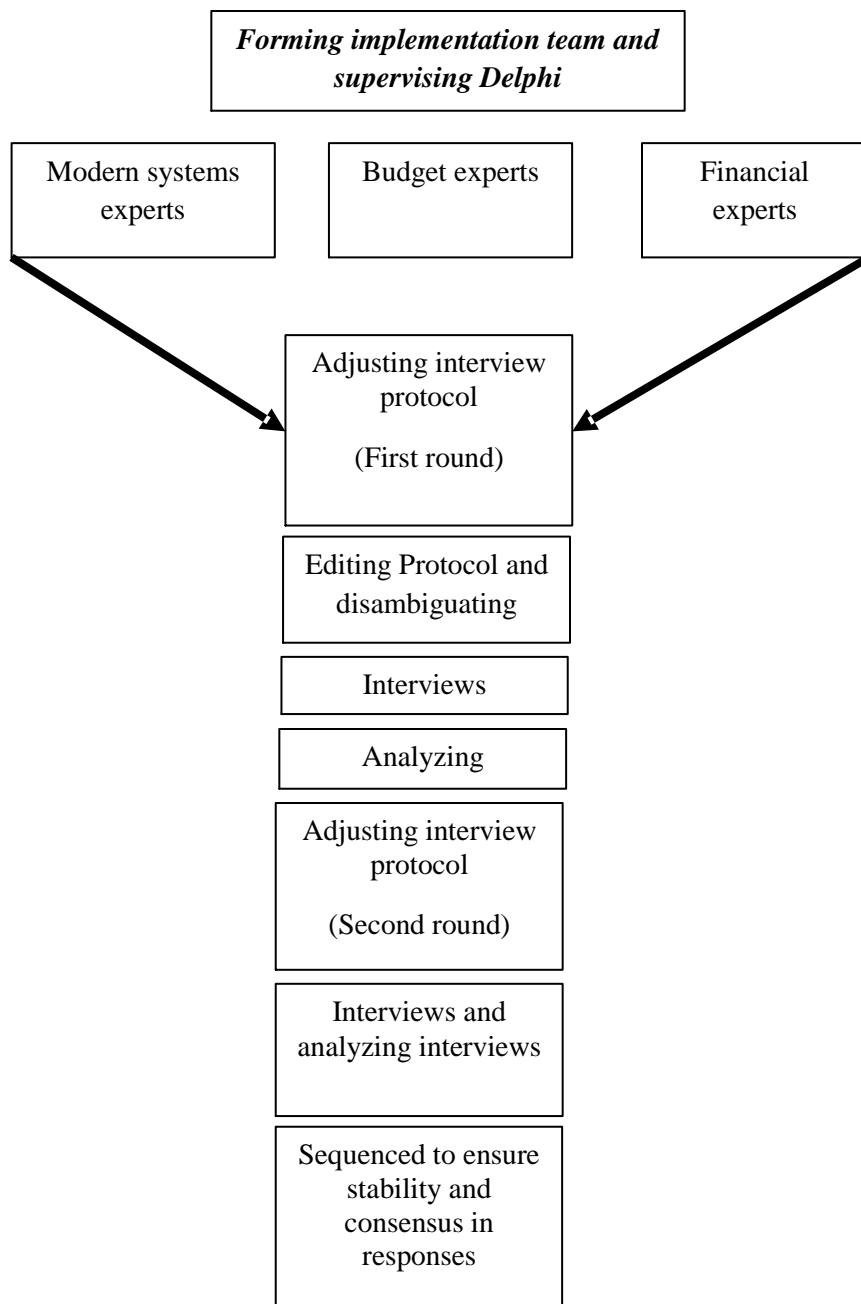 Forming implementation team and
supervising Delphi
Modern systems
experts
Budget experts
Financial
experts
Adjusting interview
protocol
(First round)
Editing Protocol and
disambiguating
Interviews
Analyzing
Adjusting interview
protocol
(Second round)
Interviews and
analyzing interviews
Sequenced to ensure
stability and
consensus in
responses